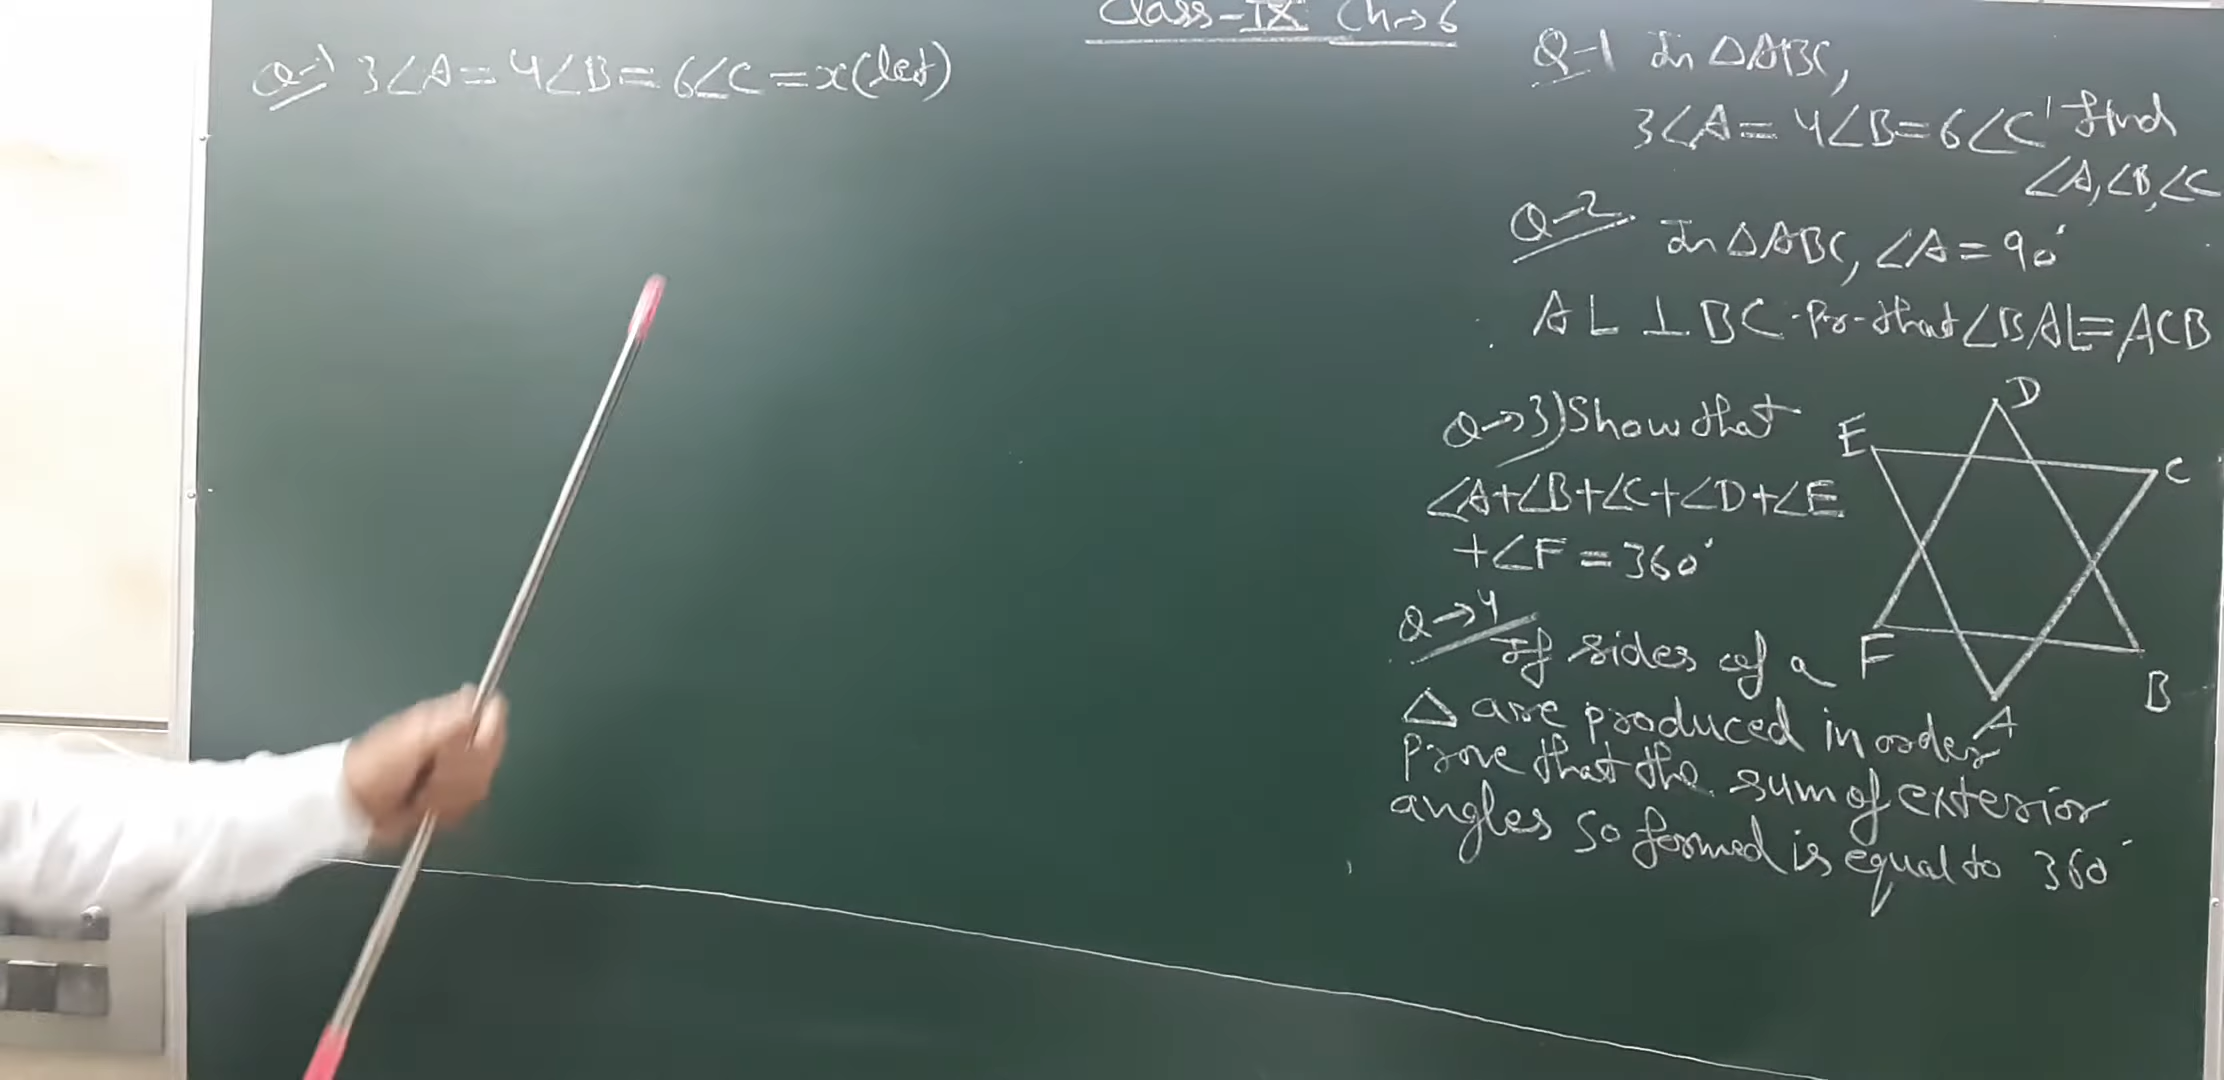 Class-IX Ch→6
Q-1) 3∠A=4∠B=6∠C=x(let)
Q-1 In △ABC,
3∠A=4∠B=6∠C' find
∠A,∠B,∠C
Q-2 In △ABC, ∠A=90°
AL⊥BC. Pr. that ∠BAL=ACB
Q→3) Show that
∠A+∠B+∠C+∠D+∠E
+∠F=360°
D
E
C
F
B
A
Q→4 If sides of a
△ are produced in order
Prove that the sum of exterior
angles so formed is equal to 360°